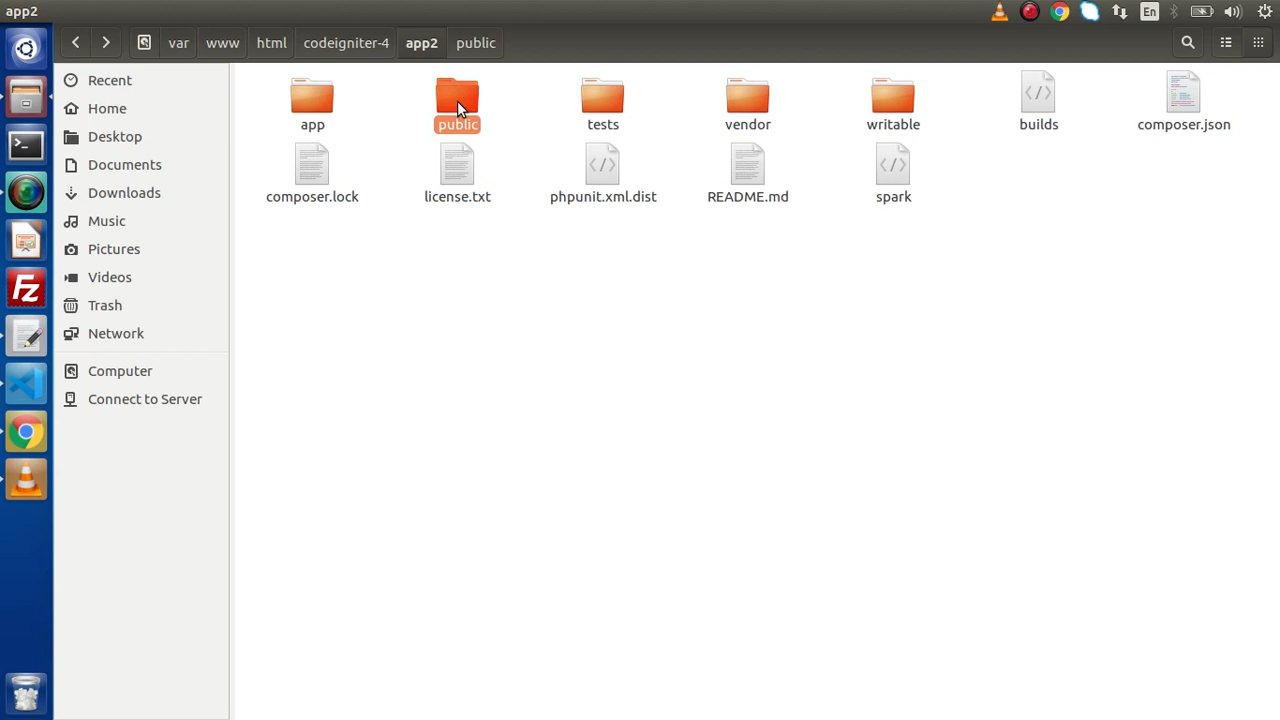 app2
En
var www html codeigniter-4 app2 public
Recent
Home
Desktop
Documents
Downloads
Music
Pictures
Videos
Trash
Network
Computer
Connect to Server
app public tests vendor writable builds composer.json
composer.lock license.txt phpunit.xml.dist README.md spark
Fz